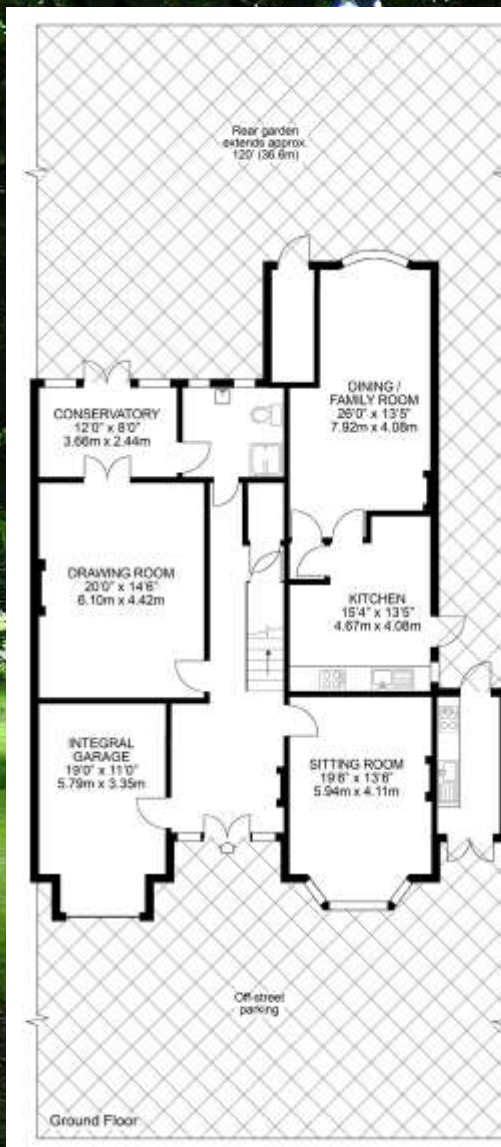 Rear garden
extends approx.
120' (36.6m)
DINING /
FAMILY ROOM
26'0" x 13'5"
7.92m x 4.08m
CONSERVATORY
12'0" x 8'0"
3.66m x 2.44m
DRAWING ROOM
20'0" x 14'6"
6.10m x 4.42m
KITCHEN
15'4" x 13'5"
4.67m x 4.08m
INTEGRAL
GARAGE
19'0" x 11'0"
5.79m x 3.35m
SITTING ROOM
19'6" x 13'6"
5.94m x 4.11m
Off-street
parking
Ground Floor